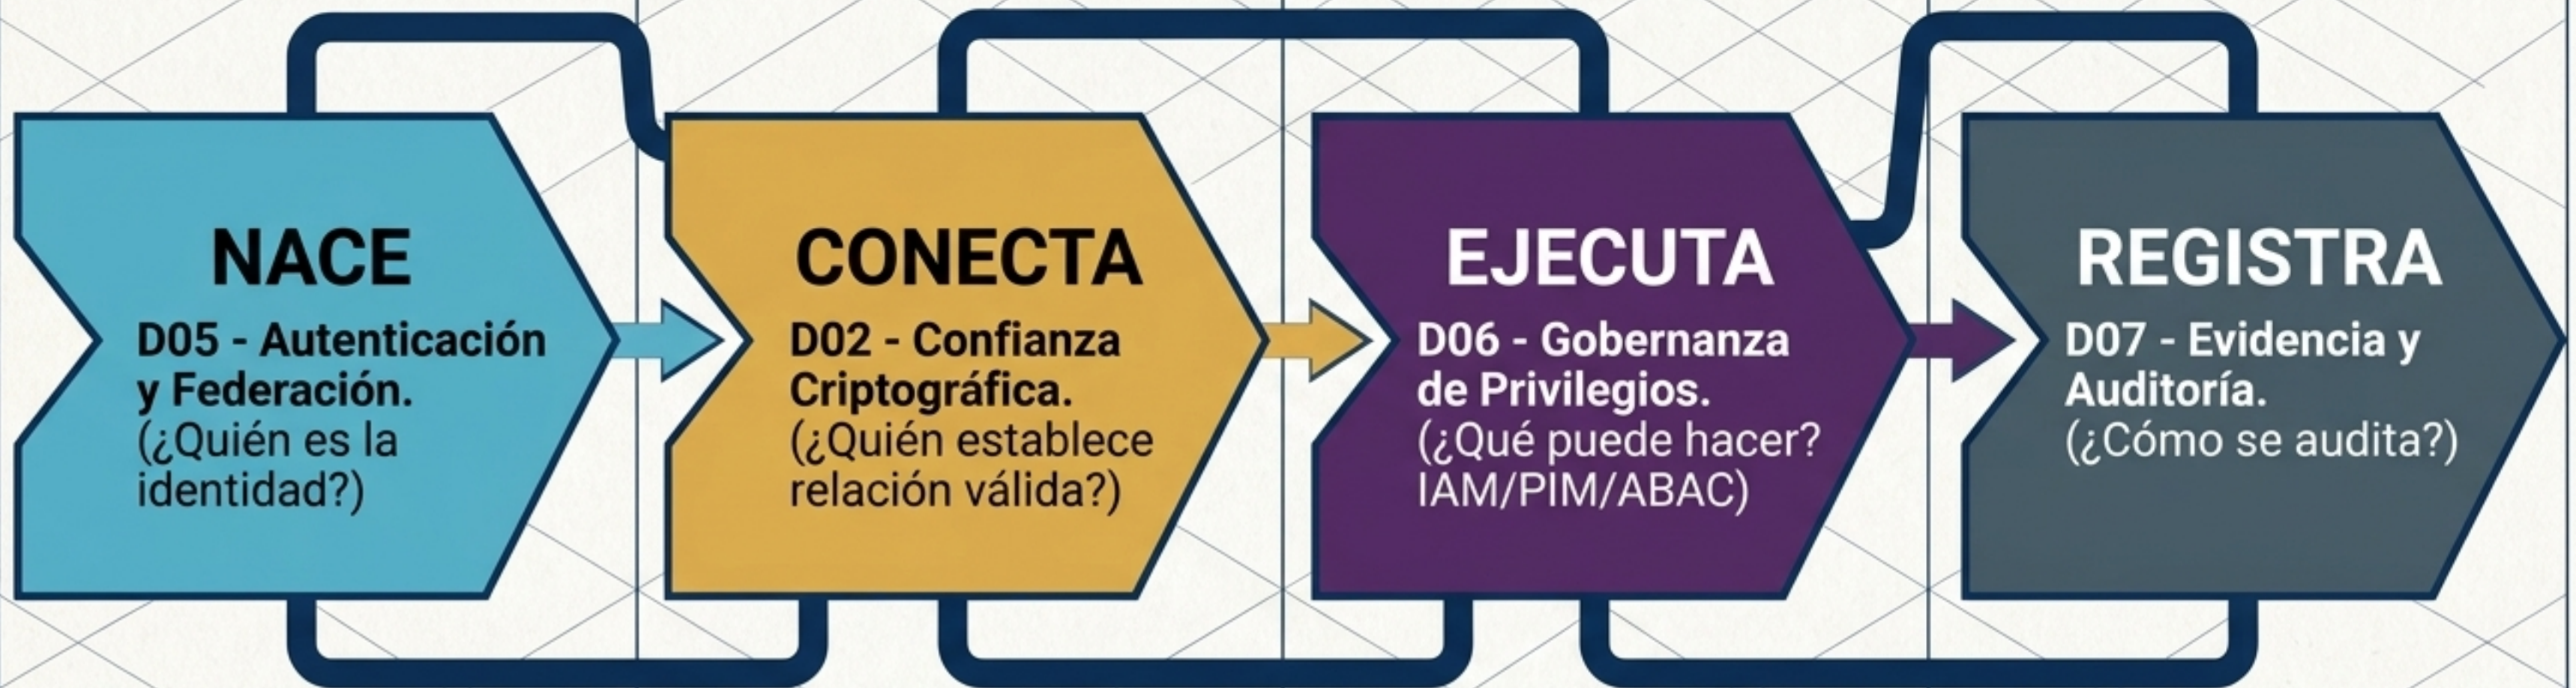 NACE
D05 - Autenticación
y Federación.
(¿Quién es la
identidad?)
CONECTA
D02 - Confianza
Criptográfica.
(¿Quién establece
relación válida?)
EJECUTA
D06 - Gobernanza
de Privilegios.
(¿Qué puede hacer?
IAM/PIM/ABAC)
REGISTRA
D07 - Evidencia y
Auditoría.
(¿Cómo se audita?)